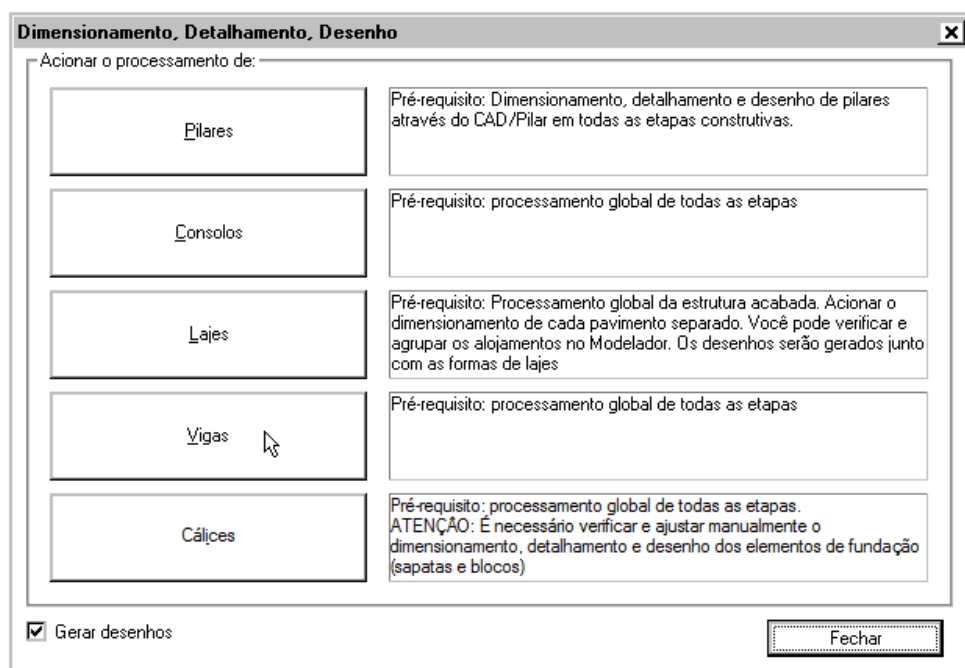 Dimensionamento, Detalhamento, Desenho
Acionar o processamento de:
Pilares
Pré-requisito: Dimensionamento, detalhamento e desenho de pilares
através do CAD/Pilar em todas as etapas construtivas.
Consolos
Pré-requisito: processamento global de todas as etapas
Lajes
Pré-requisito: Processamento global da estrutura acabada. Acionar o
dimensionamento de cada pavimento separado. Você pode verificar e
agrupar os alojamentos no Modelador. Os desenhos serão gerados junto
com as formas de lajes
Vigas
Pré-requisito: processamento global de todas as etapas
Cálices
Pré-requisito: processamento global de todas as etapas.
ATENÇÃO: É necessário verificar e ajustar manualmente o
dimensionamento, detalhamento e desenho dos elementos de fundação
(sapatas e blocos)
Gerar desenhos
Fechar